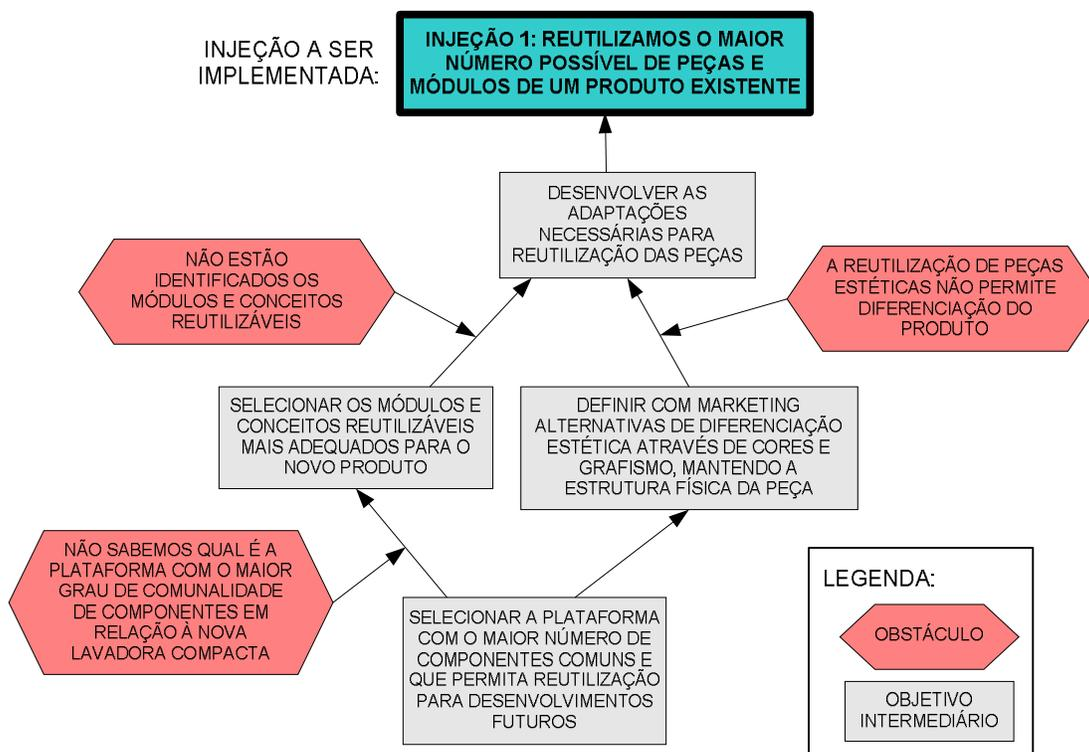 INJEÇÃO A SER
IMPLEMENTADA:
INJEÇÃO 1: REUTILIZAMOS O MAIOR
NÚMERO POSSÍVEL DE PEÇAS E
MÓDULOS DE UM PRODUTO EXISTENTE
DESENVOLVER AS
ADAPTAÇÕES
NECESSÁRIAS PARA
REUTILIZAÇÃO DAS PEÇAS
NÃO ESTÃO
IDENTIFICADOS OS
MÓDULOS E CONCEITOS
REUTILIZÁVEIS
A REUTILIZAÇÃO DE PEÇAS
ESTÉTICAS NÃO PERMITE
DIFERENCIAÇÃO DO
PRODUTO
SELECIONAR OS MÓDULOS E
CONCEITOS REUTILIZÁVEIS
MAIS ADEQUADOS PARA O
NOVO PRODUTO
DEFINIR COM MARKETING
ALTERNATIVAS DE DIFERENCIAÇÃO
ESTÉTICA ATRAVÉS DE CORES E
GRAFISMO, MANTENDO A
ESTRUTURA FÍSICA DA PEÇA
NÃO SABEMOS QUAL É A
PLATAFORMA COM O MAIOR
GRAU DE COMUNALIDADE
DE COMPONENTES EM
RELAÇÃO À NOVA
LAVADORA COMPACTA
SELECIONAR A PLATAFORMA
COM O MAIOR NÚMERO DE
COMPONENTES COMUNS E
QUE PERMITA REUTILIZAÇÃO
PARA DESENVOLVIMENTOS
FUTUROS
LEGENDA:
OBSTÁCULO
OBJETIVO
INTERMEDIÁRIO